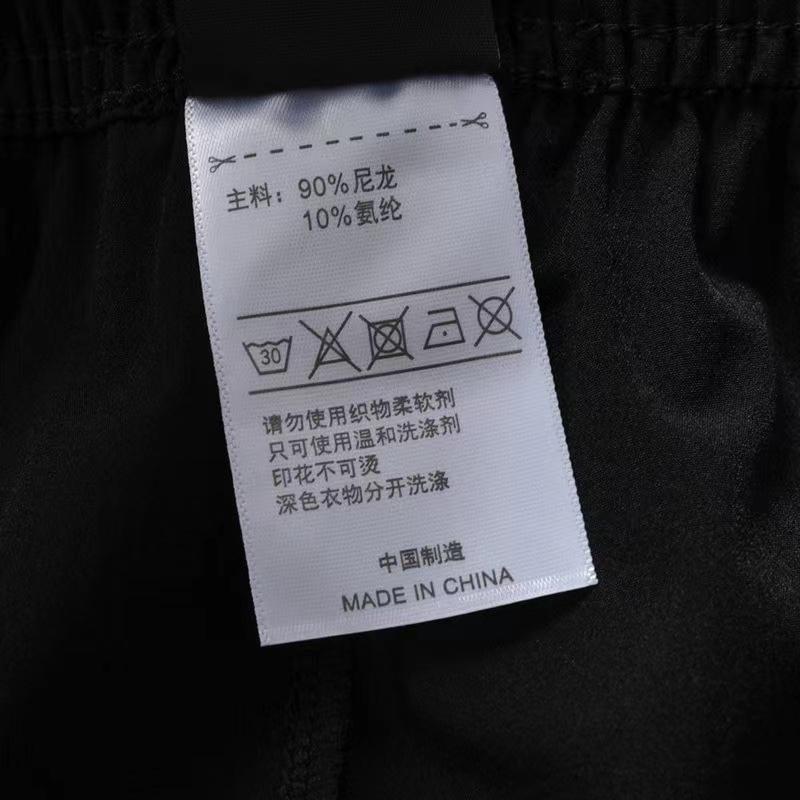 主料：90%尼龙
10%氨纶
30
请勿使用织物柔软剂
只可使用温和洗涤剂
印花不可烫
深色衣物分开洗涤
中国制造
MADE IN CHINA